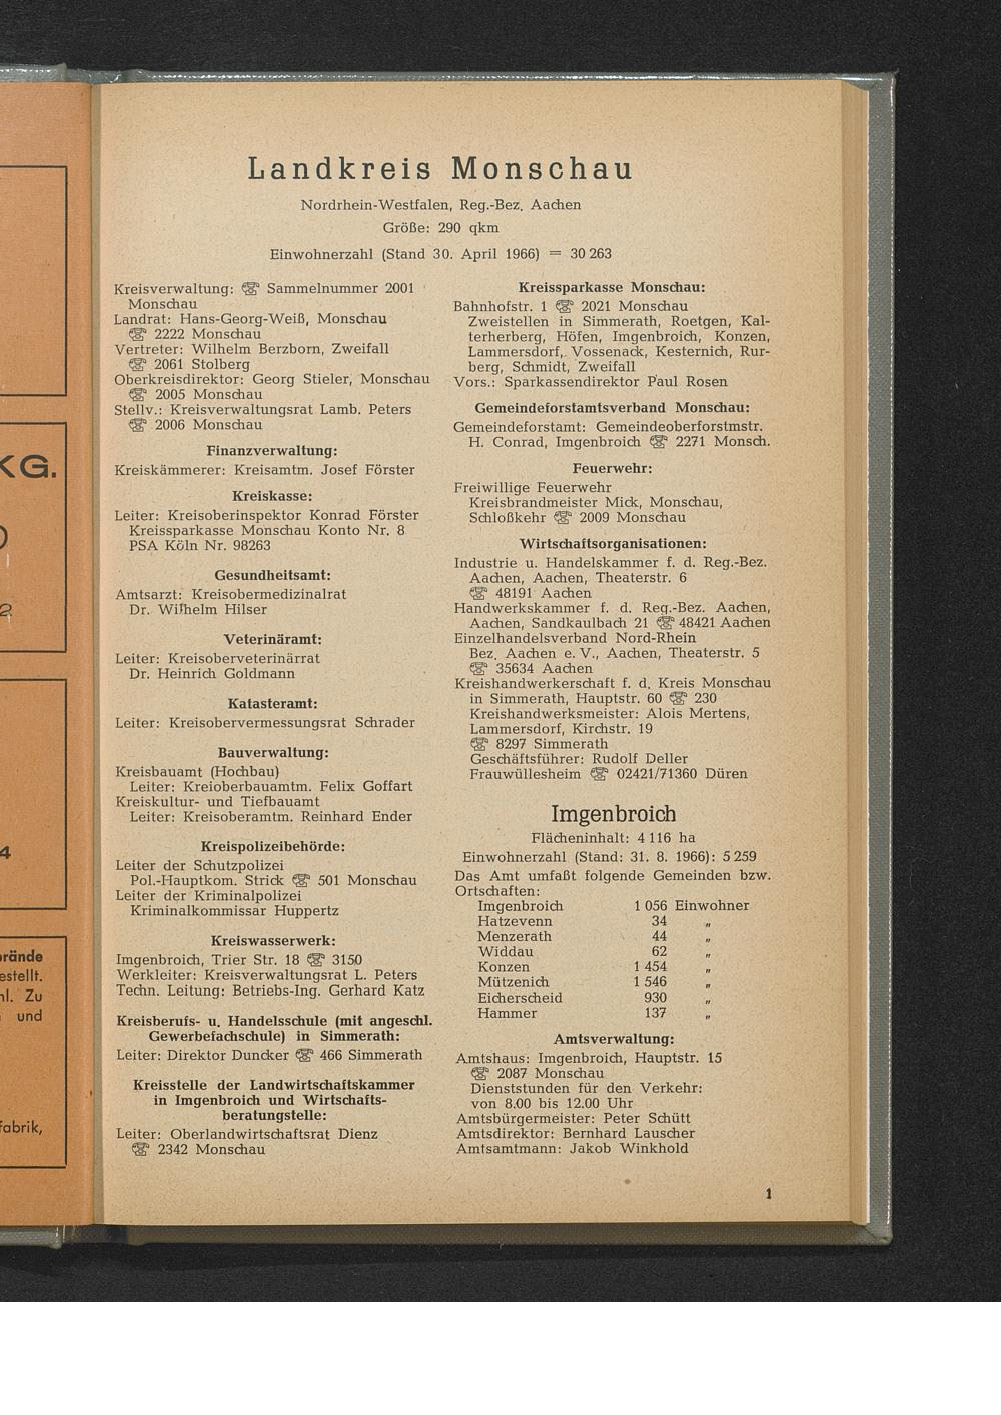 KG.
4
brände
estellt.
hl. Zu
und
fabrik,
Landkreis Monschau
Nordrhein-Westfalen, Reg.-Bez. Aachen
Größe: 290 qkm
Einwohnerzahl (Stand 30. April 1966) = 30 263
Kreisverwaltung: ☎ Sammelnummer 2001
Monschau
Landrat: Hans-Georg-Weiß, Monschau
☎ 2222 Monschau
Vertreter: Wilhelm Berzborn, Zweifall
☎ 2061 Stolberg
Oberkreisdirektor: Georg Stieler, Monschau
☎ 2005 Monschau
Stellv.: Kreisverwaltungsrat Lamb. Peters
☎ 2006 Monschau
Finanzverwaltung:
Kreiskämmerer: Kreisamtm. Josef Förster
Kreiskasse:
Leiter: Kreisoberinspektor Konrad Förster
Kreissparkasse Monschau Konto Nr. 8
PSA Köln Nr. 98263
Gesundheitsamt:
Amtsarzt: Kreisobermedizinalrat
Dr. Wilhelm Hilser
Veterinäramt:
Leiter: Kreisoberveterinärrat
Dr. Heinrich Goldmann
Katasteramt:
Leiter: Kreisobervermessungsrat Schrader
Bauverwaltung:
Kreisbauamt (Hochbau)
Leiter: Kreioberbauamtm. Felix Goffart
Kreiskultur- und Tiefbauamt
Leiter: Kreisoberamtm. Reinhard Ender
Kreispolizeibehörde:
Leiter der Schutzpolizei
Pol.-Hauptkom. Strick ☎ 501 Monschau
Leiter der Kriminalpolizei
Kriminalkommissar Huppertz
Kreiswasserwerk:
Imgenbroich, Trier Str. 18 ☎ 3150
Werkleiter: Kreisverwaltungsrat L. Peters
Techn. Leitung: Betriebs-Ing. Gerhard Katz
Kreisberufs- u. Handelsschule (mit angeschl.
Gewerbefachschule) in Simmerath:
Leiter: Direktor Duncker ☎ 466 Simmerath
Kreisstelle der Landwirtschaftskammer
in Imgenbroich und Wirtschafts-
beratungstelle:
Leiter: Oberlandwirtschaftsrat Dienz
☎ 2342 Monschau
Kreissparkasse Monschau:
Bahnhofstr. 1 ☎ 2021 Monschau
Zweistellen in Simmerath, Roetgen, Kal-
terherberg, Höfen, Imgenbroich, Konzen,
Lammersdorf, Vossenack, Kesternich, Rur-
berg, Schmidt, Zweifall
Vors.: Sparkassendirektor Paul Rosen
Gemeindeforstamtsverband Monschau:
Gemeindeforstamt: Gemeindeoberforstmstr.
H. Conrad, Imgenbroich ☎ 2271 Monsch.
Feuerwehr:
Freiwillige Feuerwehr
Kreisbrandmeister Mick, Monschau,
Schloßkehr ☎ 2009 Monschau
Wirtschaftsorganisationen:
Industrie u. Handelskammer f. d. Reg.-Bez.
Aachen, Aachen, Theaterstr. 6
☎ 48191 Aachen
Handwerkskammer f. d. Reg.-Bez. Aachen,
Aachen, Sandkaulbach 21 ☎ 48421 Aachen
Einzelhandelsverband Nord-Rhein
Bez. Aachen e. V., Aachen, Theaterstr. 5
☎ 35634 Aachen
Kreishandwerkerschaft f. d. Kreis Monschau
in Simmerath, Hauptstr. 60 ☎ 230
Kreishandwerksmeister: Alois Mertens,
Lammersdorf, Kirchstr. 19
☎ 8297 Simmerath
Geschäftsführer: Rudolf Deller
Frauwüllesheim ☎ 02421/71360 Düren
Imgenbroich
Flächeninhalt: 4 116 ha
Einwohnerzahl (Stand: 31. 8. 1966): 5 259
Das Amt umfaßt folgende Gemeinden bzw.
Ortschaften:
Imgenbroich 1 056 Einwohner
Hatzevenn 34 „
Menzerath 44 „
Widdau 62 „
Konzen 1 454 „
Mützenich 1 546 „
Eicherscheid 930 „
Hammer 137 „
Amtsverwaltung:
Amtshaus: Imgenbroich, Hauptstr. 15
☎ 2087 Monschau
Dienststunden für den Verkehr:
von 8.00 bis 12.00 Uhr
Amtsbürgermeister: Peter Schütt
Amtsdirektor: Bernhard Lauscher
Amtsamtmann: Jakob Winkhold
1